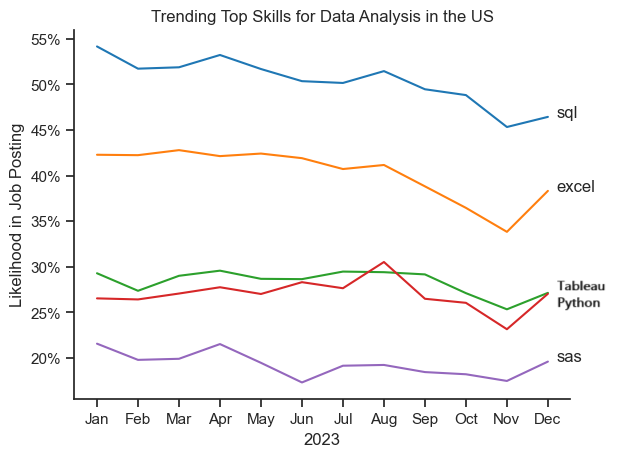 Trending Top Skills for Data Analysis in the US
Likelihood in Job Posting
55%
50%
45%
40%
35%
30%
25%
20%
sql
excel
Tableau
Python
sas
Jan Feb Mar Apr May Jun Jul Aug Sep Oct Nov Dec
2023